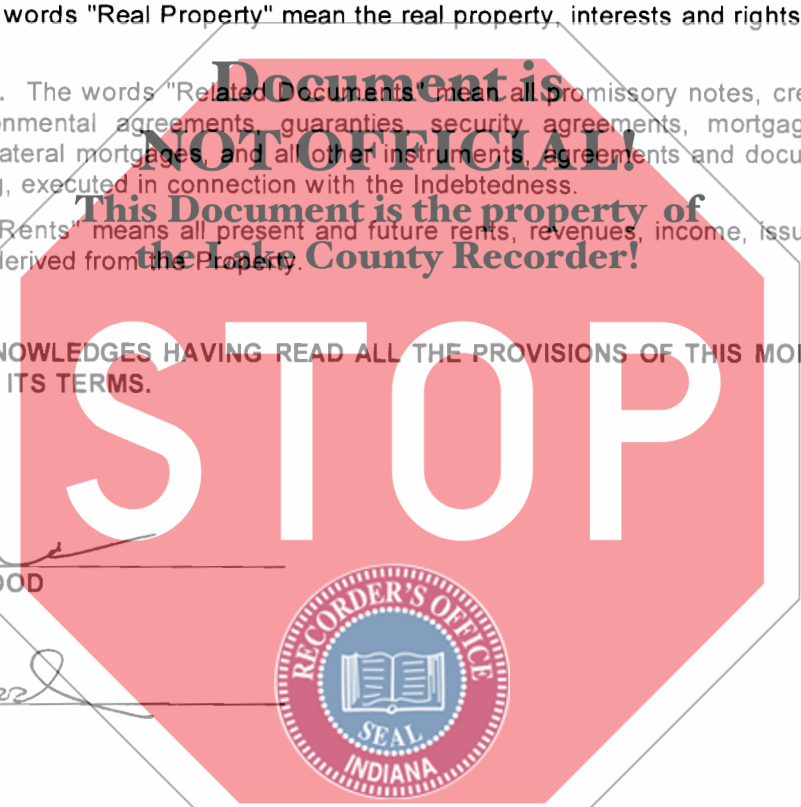 words "Real Property" mean the real property, interests and rights
Document is
. The words "Related Documents" mean all promissory notes, cre
nmental agreements, guaranties, security agreements, mortgag
NOT OFFICIAL!
lateral mortgages, and all other instruments, agreements and docu
g, executed in connection with the Indebtedness.
This Document is the property of
Rents" means all present and future rents, revenues, income, issu
the Lake County Recorder!
derived from the Property.
NOWLEDGES HAVING READ ALL THE PROVISIONS OF THIS MOR
ITS TERMS.
STOP
OOD
RECORDER'S OFFICE
SEAL
INDIANA